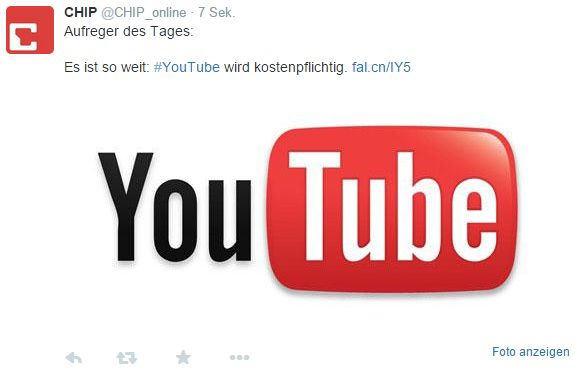 CHIP @CHIP_online · 7 Sek.
Aufreger des Tages:
Es ist so weit: #YouTube wird kostenpflichtig. fal.cn/IY5
YouTube
Foto anzeigen